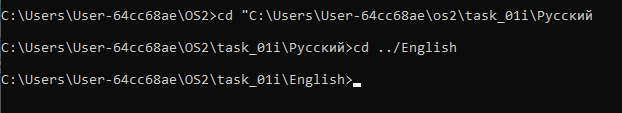 C:\Users\User-64cc68ae\OS2>cd "C:\Users\User-64cc68ae\os2\task_01i\Русский
C:\Users\User-64cc68ae\OS2\task_01i\Русский>cd ../English
C:\Users\User-64cc68ae\OS2\task_01i\English>